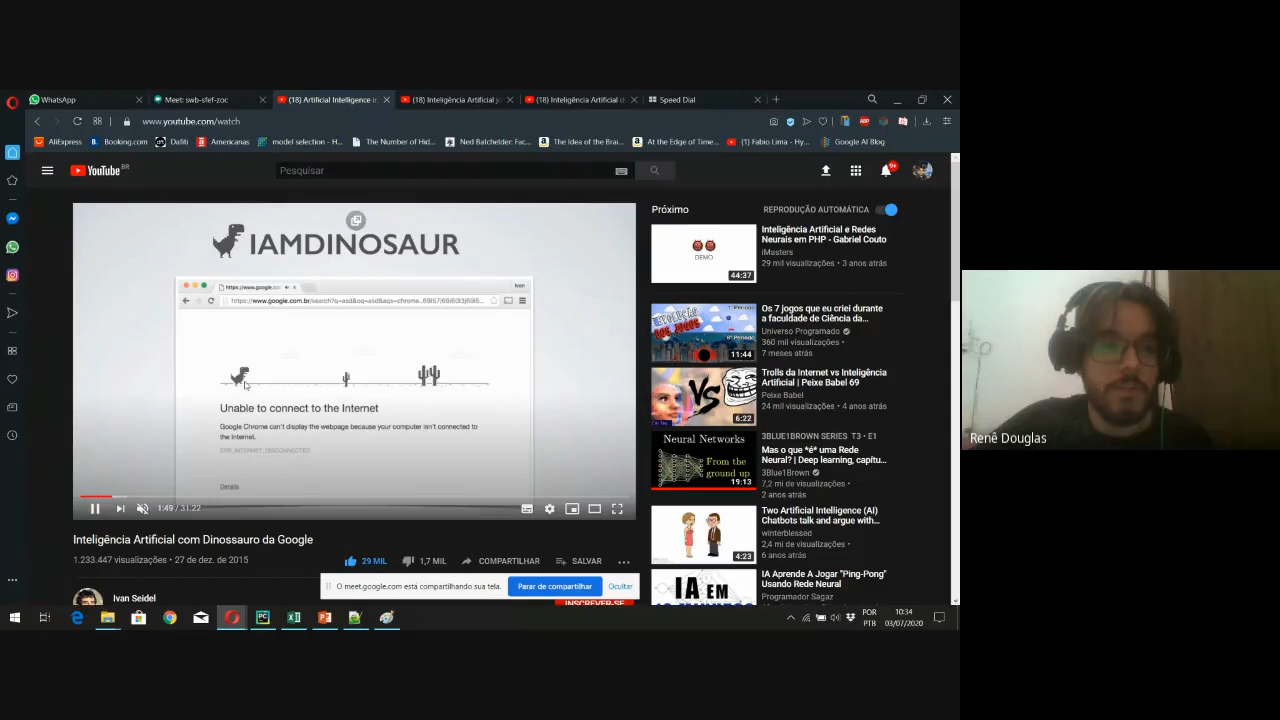 WhatsApp
Meet: swb-sfef-zoc
(18) Artificial Intelligence in
(18) Inteligência Artificial jo
(18) Inteligência Artificial d
Speed Dial
www.youtube.com/watch
AliExpress
Booking.com
Dafiti
Americanas
model selection - H...
The Number of Hid...
Ned Batchelder: Fac...
The Idea of the Brai...
At the Edge of Time...
(1) Fabio Lima - Hy...
Google AI Blog
YouTube BR
Pesquisar
9+
IAMDINOSAUR
https://www.google.co
Ivan
Unable to connect to the Internet
Google Chrome can't display the webpage because your computer isn't connected to
the Internet.
ERR_INTERNET_DISCONNECTED
Details
1:49 / 31:22
Inteligência Artificial com Dinossauro da Google
1.233.447 visualizações • 27 de dez. de 2015
29 MIL
1,7 MIL
COMPARTILHAR
SALVAR
Ivan Seidel
INSCREVER-SE
O meet.google.com está compartilhando sua tela.
Parar de compartilhar
Ocultar
Próximo
REPRODUÇÃO AUTOMÁTICA
DEMO
44:37
Inteligência Artificial e Redes
Neurais em PHP - Gabriel Couto
iMasters
29 mil visualizações • 3 anos atrás
EVOLUÇÃO
DOS JOGOS
11:44
Os 7 jogos que eu criei durante
a faculdade de Ciência da...
Universo Programado
360 mil visualizações •
7 meses atrás
VS
6:22
Trolls da Internet vs Inteligência
Artificial | Peixe Babel 69
Peixe Babel
24 mil visualizações • 4 anos atrás
Neural Networks
From the
ground up
19:13
3BLUE1BROWN SERIES T3 • E1
Mas o que *é* uma Rede
Neural? | Deep learning, capítu...
3Blue1Brown
7,2 mi de visualizações •
2 anos atrás
4:23
Two Artificial Intelligence (AI)
Chatbots talk and argue with...
winterblessed
2,4 mi de visualizações •
6 anos atrás
IA EM
IA Aprende A Jogar "Ping-Pong"
Usando Rede Neural
Programador Sagaz
POR
PTB
10:34
03/07/2020
Renê Douglas